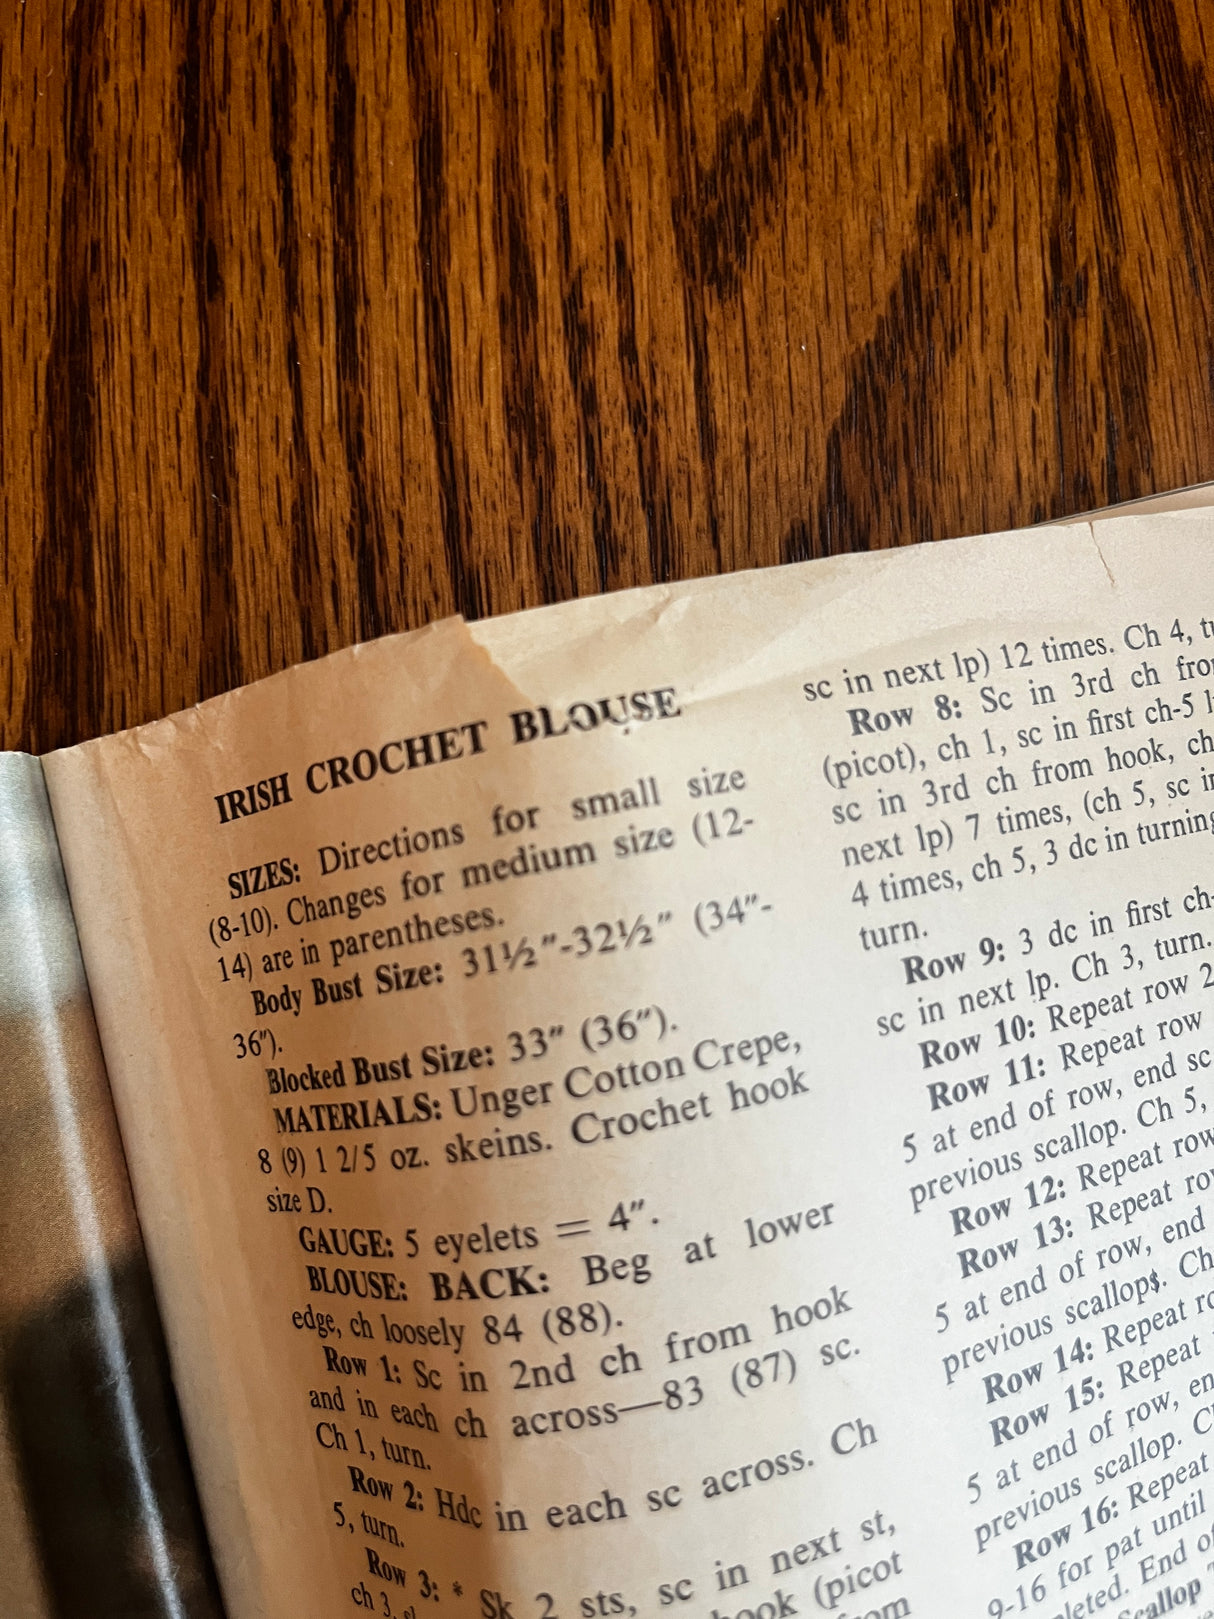 IRISH CROCHET BLOUSE
SIZES: Directions for small size
(8-10). Changes for medium size (12-
14) are in parentheses.
Body Bust Size: 31½"-32½" (34"-
36").
Blocked Bust Size: 33" (36").
MATERIALS: Unger Cotton Crepe,
8 (9) 1 2/5 oz. skeins. Crochet hook
size D.
GAUGE: 5 eyelets = 4".
BLOUSE: BACK: Beg at lower
edge, ch loosely 84 (88).
Row 1: Sc in 2nd ch from hook
and in each ch across—83 (87) sc.
Ch 1, turn.
Row 2: Hdc in each sc across. Ch
5, turn.
Row 3: * Sk 2 sts, sc in next st,
ch 3, hook (picot
from
sc in next lp) 12 times. Ch 4,
Row 8: Sc in 3rd ch
(picot), ch 1, sc in first ch-5
sc in 3rd ch from hook, ch
next lp) 7 times, (ch 5, sc
4 times, ch 5, 3 dc in turning
turn.
Row 9: 3 dc in first ch-
sc in next lp. Ch 3, turn.
Row 10: Repeat row 2
Row 11: Repeat row
5 at end of row, end sc
previous scallop. Ch 5,
Row 12: Repeat row
Row 13: Repeat
5 at end of row, end
previous scallop$. Ch
Row 14: Repeat
Row 15: Repeat
5 at end of row,
previous scallop.
Row 16: Repeat
9-16 for pat until
End